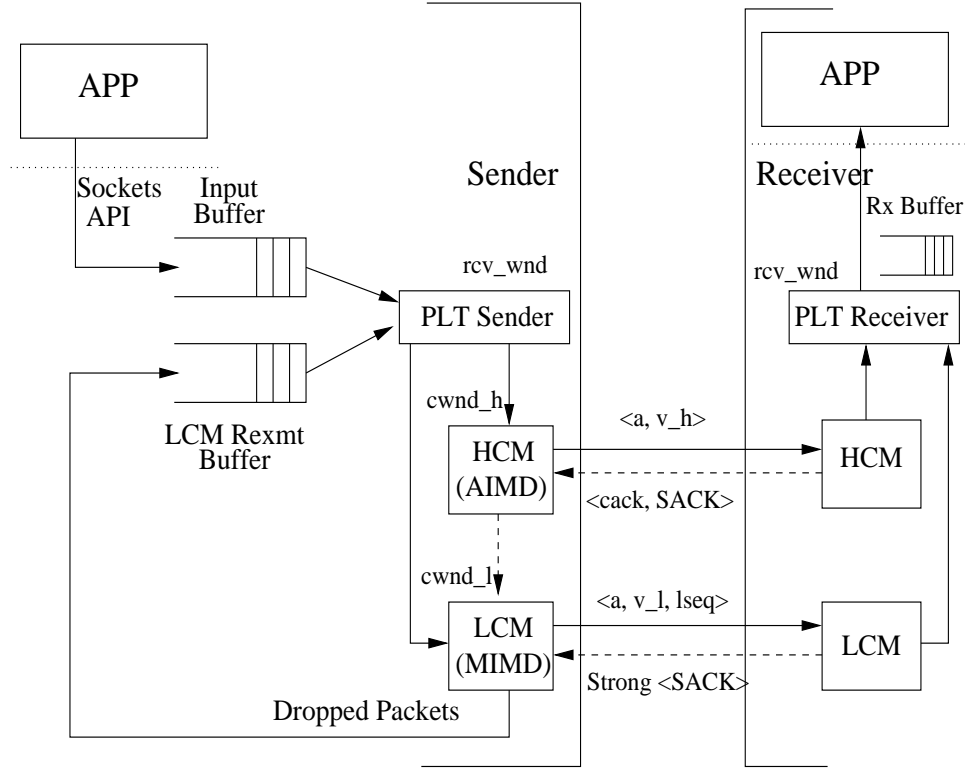 APP
APP
Sender
Receiver
Sockets
API
Input
Buffer
Rx Buffer
rcv_wnd
rcv_wnd
PLT Sender
PLT Receiver
cwnd_h
<a, v_h>
LCM Rexmt
Buffer
HCM
(AIMD)
HCM
<cack, SACK>
cwnd_l
<a, v_l, lseq>
LCM
(MIMD)
LCM
Strong <SACK>
Dropped Packets